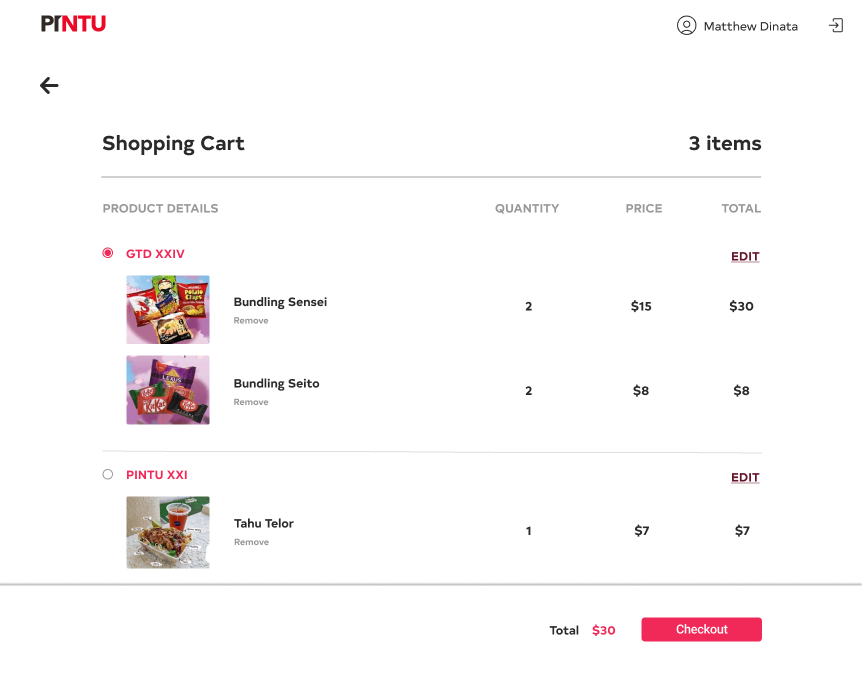 PINTU
Matthew Dinata
Shopping Cart
3 items
PRODUCT DETAILS QUANTITY PRICE TOTAL
GTD XXIV
EDIT
Bundling Sensei
2 $15 $30
Remove
Bundling Seito
2 $8 $8
Remove
PINTU XXI
EDIT
Tahu Telor
1 $7 $7
Remove
Total $30 Checkout